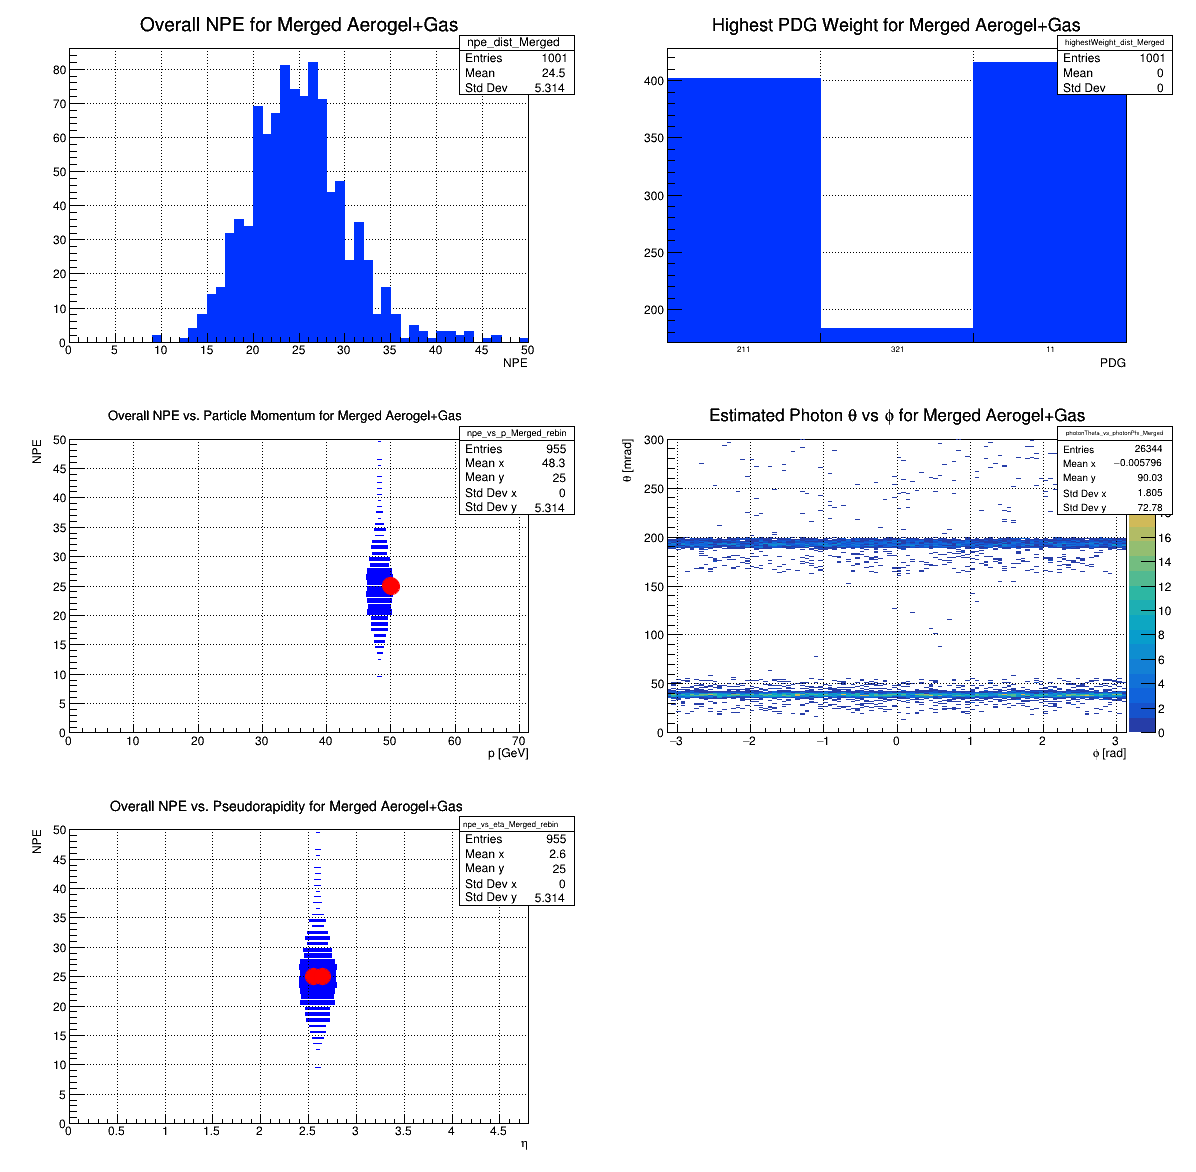 Overall NPE for Merged Aerogel+Gas
npe_dist_Merged
Entries 1001
Mean 24.5
Std Dev 5.314
80
70
60
50
40
30
20
10
0
0 5 10 15 20 25 30 35 40 45 50
NPE
Highest PDG Weight for Merged Aerogel+Gas
highestWeight_dist_Merged
Entries 1001
Mean 0
Std Dev 0
400
350
300
250
200
211 321 11
PDG
Overall NPE vs. Particle Momentum for Merged Aerogel+Gas
npe_vs_p_Merged_rebin
Entries 955
Mean x 48.3
Mean y 25
Std Dev x 0
Std Dev y 5.314
NPE
50
45
40
35
30
25
20
15
10
5
0
0 10 20 30 40 50 60 70
p [GeV]
Estimated Photon θ vs ϕ for Merged Aerogel+Gas
photonTheta_vs_photonPhi_Merged
Entries 26344
Mean x −0.005796
Mean y 90.03
Std Dev x 1.805
Std Dev y 72.78
θ [mrad]
300
250
200
150
100
50
0
−3 −2 −1 0 1 2 3
ϕ [rad]
16
14
12
10
8
6
4
2
0
Overall NPE vs. Pseudorapidity for Merged Aerogel+Gas
npe_vs_eta_Merged_rebin
Entries 955
Mean x 2.6
Mean y 25
Std Dev x 0
Std Dev y 5.314
NPE
50
45
40
35
30
25
20
15
10
5
0
0 0.5 1 1.5 2 2.5 3 3.5 4 4.5
η